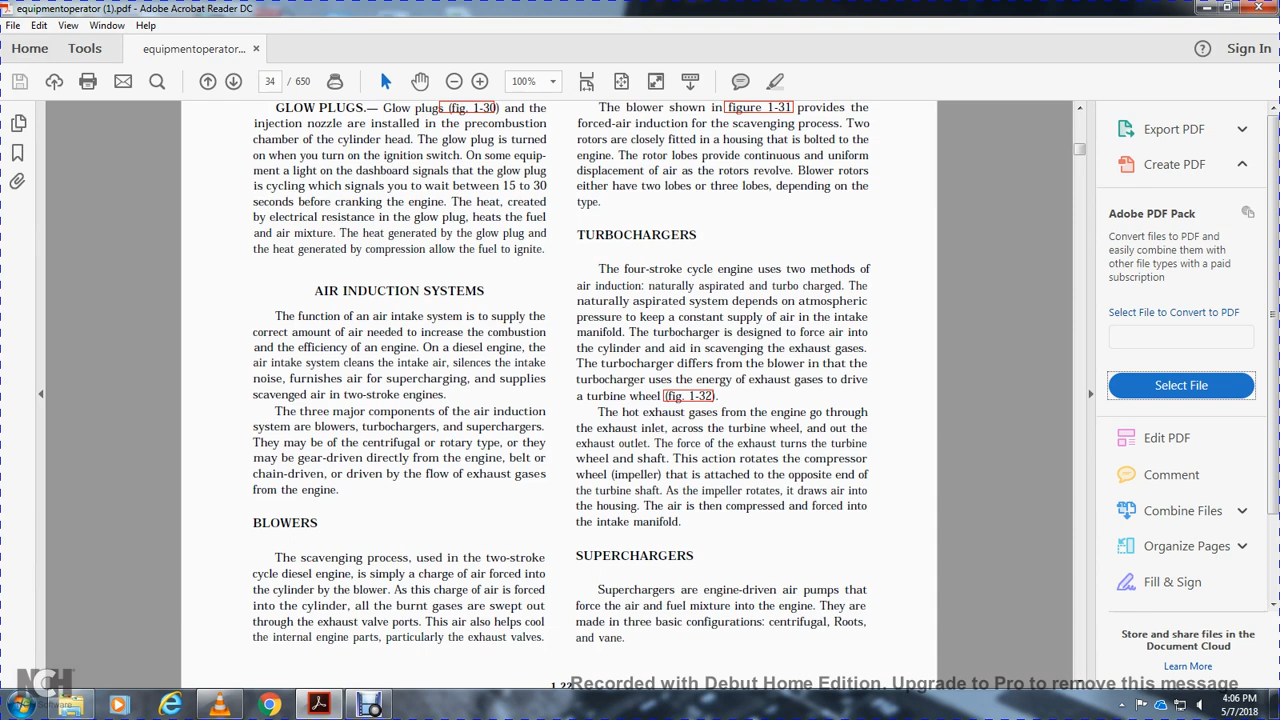 equipmentoperator (1).pdf - Adobe Acrobat Reader DC
File Edit View Window Help
Home Tools equipmentoperator... × Sign In
34 / 650 100%
GLOW PLUGS.— Glow plugs (fig. 1-30) and the
injection nozzle are installed in the precombustion
chamber of the cylinder head. The glow plug is turned
on when you turn on the ignition switch. On some equip-
ment a light on the dashboard signals that the glow plug
is cycling which signals you to wait between 15 to 30
seconds before cranking the engine. The heat, created
by electrical resistance in the glow plug, heats the fuel
and air mixture. The heat generated by the glow plug and
the heat generated by compression allow the fuel to ignite.
AIR INDUCTION SYSTEMS
The function of an air intake system is to supply the
correct amount of air needed to increase the combustion
and the efficiency of an engine. On a diesel engine, the
air intake system cleans the intake air, silences the intake
noise, furnishes air for supercharging, and supplies
scavenged air in two-stroke engines.
The three major components of the air induction
system are blowers, turbochargers, and superchargers.
They may be of the centrifugal or rotary type, or they
may be gear-driven directly from the engine, belt or
chain-driven, or driven by the flow of exhaust gases
from the engine.
BLOWERS
The scavenging process, used in the two-stroke
cycle diesel engine, is simply a charge of air forced into
the cylinder by the blower. As this charge of air is forced
into the cylinder, all the burnt gases are swept out
through the exhaust valve ports. This air also helps cool
the internal engine parts, particularly the exhaust valves.
The blower shown in figure 1-31 provides the
forced-air induction for the scavenging process. Two
rotors are closely fitted in a housing that is bolted to the
engine. The rotor lobes provide continuous and uniform
displacement of air as the rotors revolve. Blower rotors
either have two lobes or three lobes, depending on the
type.
TURBOCHARGERS
The four-stroke cycle engine uses two methods of
air induction: naturally aspirated and turbo charged. The
naturally aspirated system depends on atmospheric
pressure to keep a constant supply of air in the intake
manifold. The turbocharger is designed to force air into
the cylinder and aid in scavenging the exhaust gases.
The turbocharger differs from the blower in that the
turbocharger uses the energy of exhaust gases to drive
a turbine wheel (fig. 1-32).
The hot exhaust gases from the engine go through
the exhaust inlet, across the turbine wheel, and out the
exhaust outlet. The force of the exhaust turns the turbine
wheel and shaft. This action rotates the compressor
wheel (impeller) that is attached to the opposite end of
the turbine shaft. As the impeller rotates, it draws air into
the housing. The air is then compressed and forced into
the intake manifold.
SUPERCHARGERS
Superchargers are engine-driven air pumps that
force the air and fuel mixture into the engine. They are
made in three basic configurations: centrifugal, Roots,
and vane.
Export PDF
Create PDF
Adobe PDF Pack
Convert files to PDF and
easily combine them with
other file types with a paid
subscription
Select File to Convert to PDF
Select File
Edit PDF
Comment
Combine Files
Organize Pages
Fill & Sign
Store and share files in the
Document Cloud
Learn More
NCH
Recorded with Debut Home Edition. Upgrade to Pro to remove this message
4:06 PM
5/7/2018